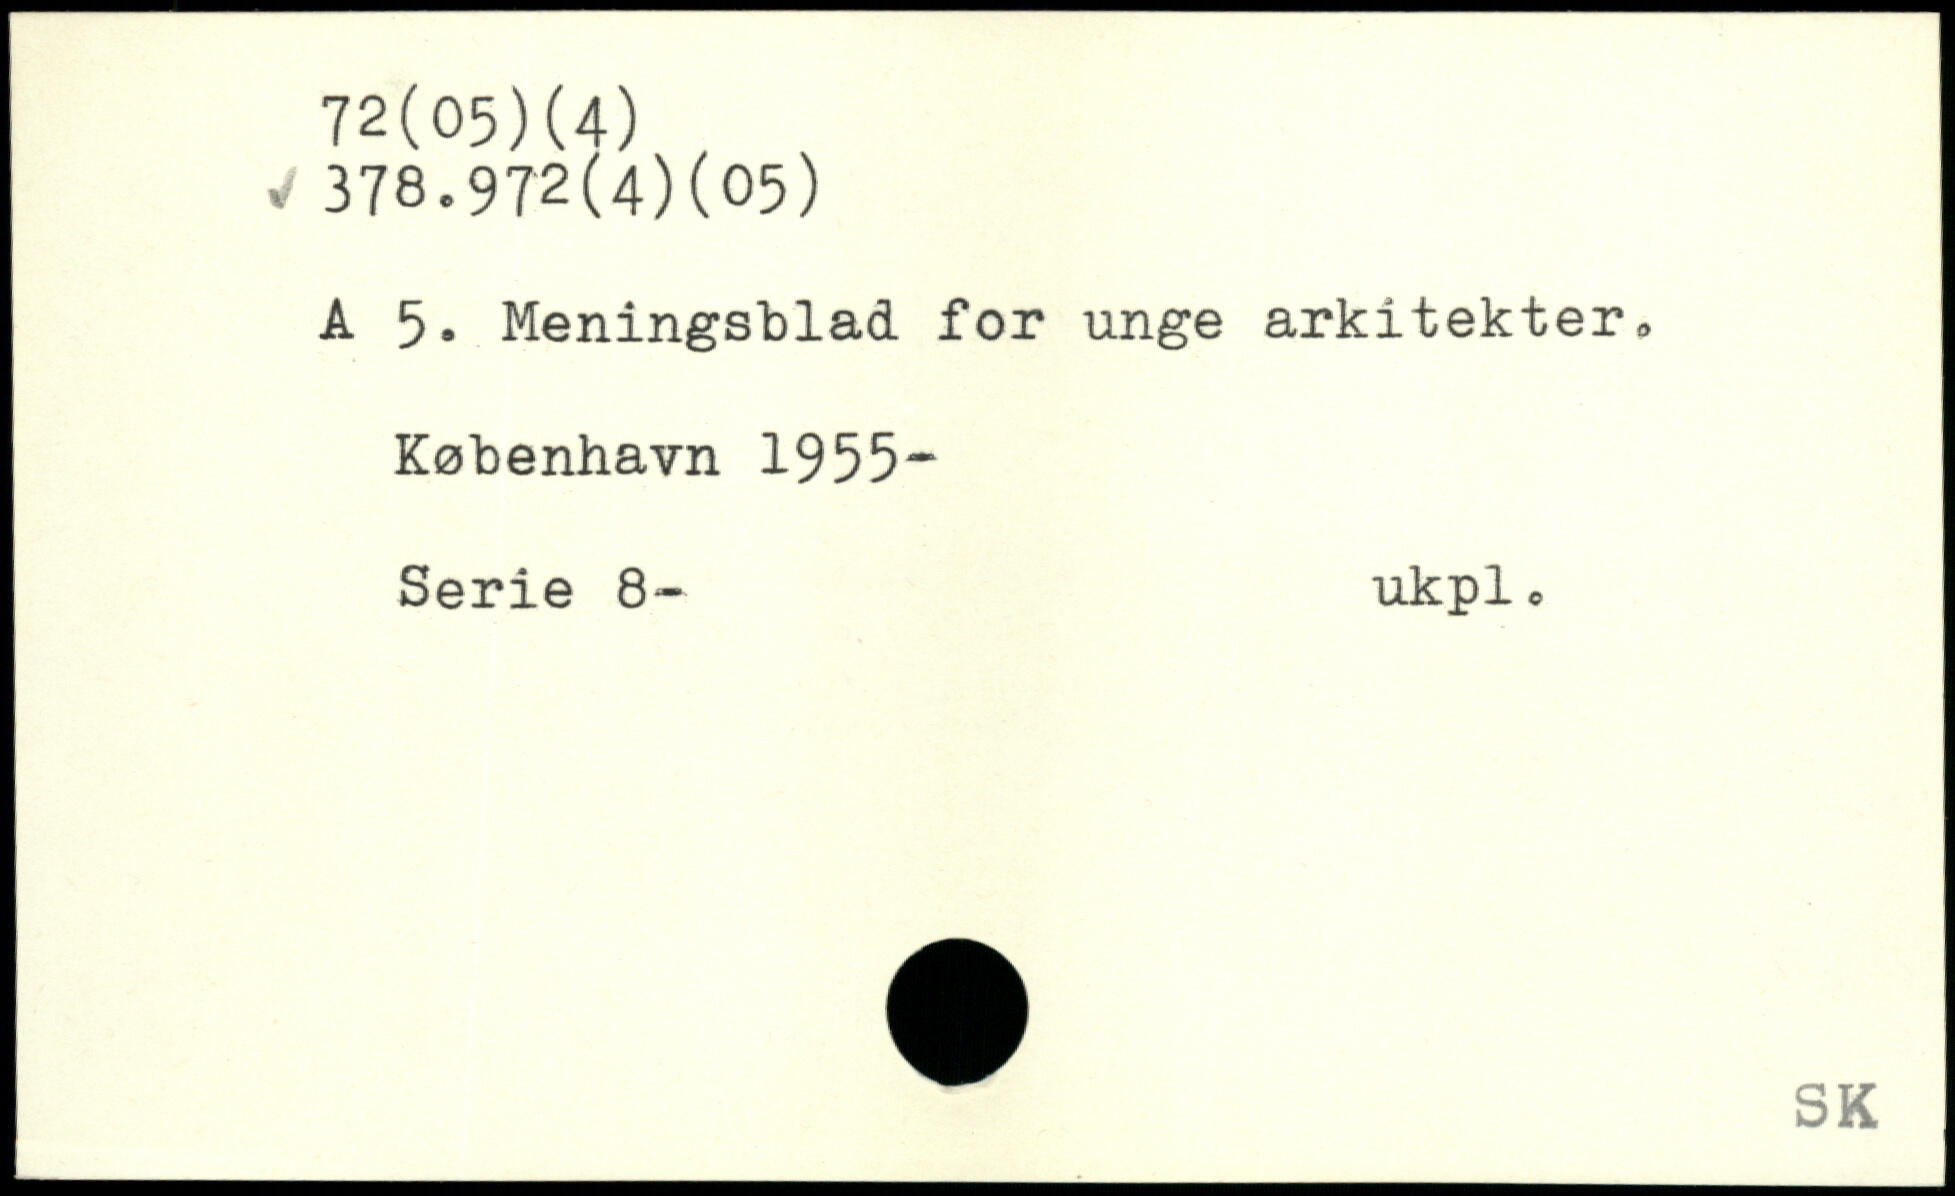 72(05)(4)
✓ 378.972(4)(05)
A 5. Meningsblad for unge arkitekter.
København 1955-
Serie 8- ukpl.
SK